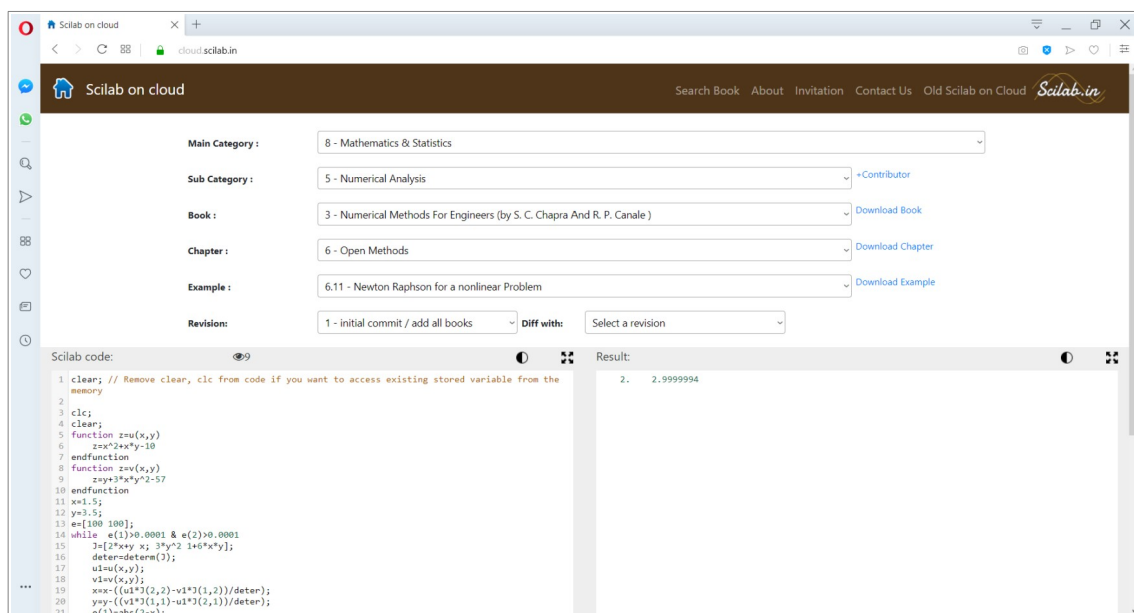 Scilab on cloud
cloud.scilab.in
Scilab on cloud
Search Book About Invitation Contact Us Old Scilab on Cloud Scilab.in
Main Category : 8 - Mathematics & Statistics
Sub Category : 5 - Numerical Analysis +Contributor
Book : 3 - Numerical Methods For Engineers (by S. C. Chapra And R. P. Canale ) Download Book
Chapter : 6 - Open Methods Download Chapter
Example : 6.11 - Newton Raphson for a nonlinear Problem Download Example
Revision: 1 - initial commit / add all books Diff with: Select a revision
Scilab code: 9 Result:
1 clear; // Remove clear, clc from code if you want to access existing stored variable from the
memory
2
3 clc;
4 clear;
5 function z=u(x,y)
6 z=x^2+x*y-10
7 endfunction
8 function z=v(x,y)
9 z=y+3*x*y^2-57
10 endfunction
11 x=1.5;
12 y=3.5;
13 e=[100 100];
14 while e(1)>0.0001 & e(2)>0.0001
15 J=[2*x+y x; 3*y^2 1+6*x*y];
16 deter=determ(J);
17 u1=u(x,y);
18 v1=v(x,y);
19 x=x-((u1*J(2,2)-v1*J(1,2))/deter);
20 y=y-((v1*J(1,1)-u1*J(2,1))/deter);
21 e(1)=abs(2-x);
2. 2.9999994